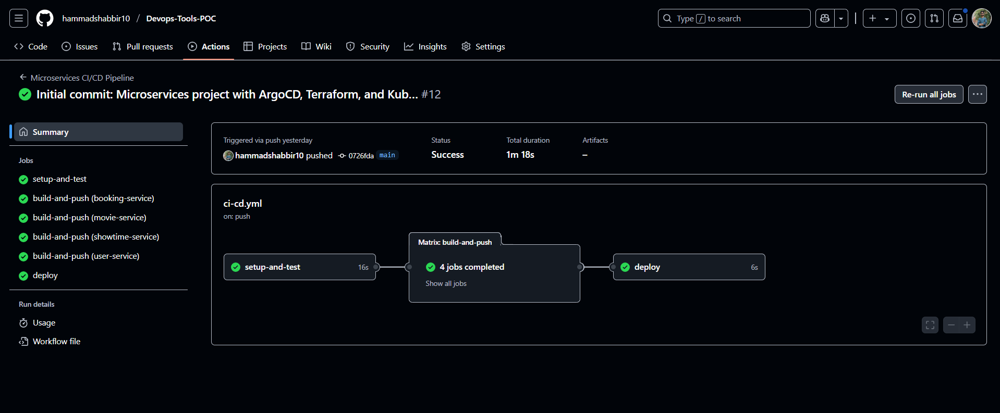 hammadshabbir10 / Devops-Tools-POC
Type / to search
Code Issues Pull requests Actions Projects Wiki Security Insights Settings
Microservices CI/CD Pipeline
Initial commit: Microservices project with ArgoCD, Terraform, and Kub... #12
Re-run all jobs
Summary
Jobs
setup-and-test
build-and-push (booking-service)
build-and-push (movie-service)
build-and-push (showtime-service)
build-and-push (user-service)
deploy
Run details
Usage
Workflow file
Triggered via push yesterday
hammadshabbir10 pushed 0726fda main
Status
Success
Total duration
1m 18s
Artifacts
–
ci-cd.yml
on: push
setup-and-test 16s
Matrix: build-and-push
4 jobs completed
Show all jobs
deploy 6s